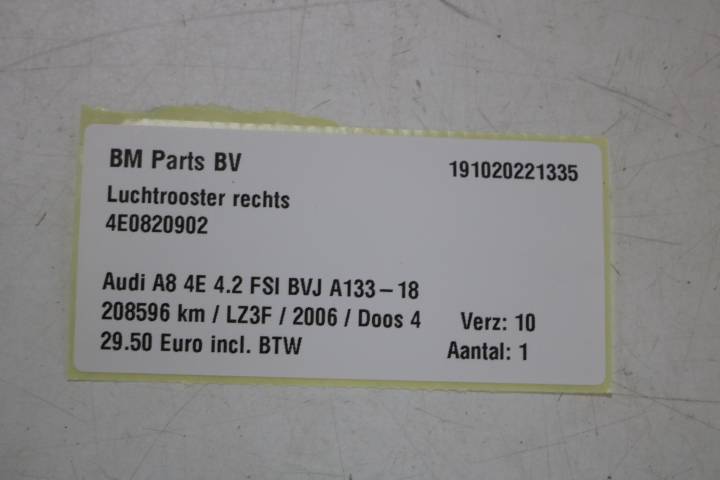 BM Parts BV 191020221335
Luchtrooster rechts
4E0820902
Audi A8 4E 4.2 FSI BVJ A133-18
208596 km / LZ3F / 2006 / Doos 4 Verz: 10
29.50 Euro incl. BTW Aantal: 1